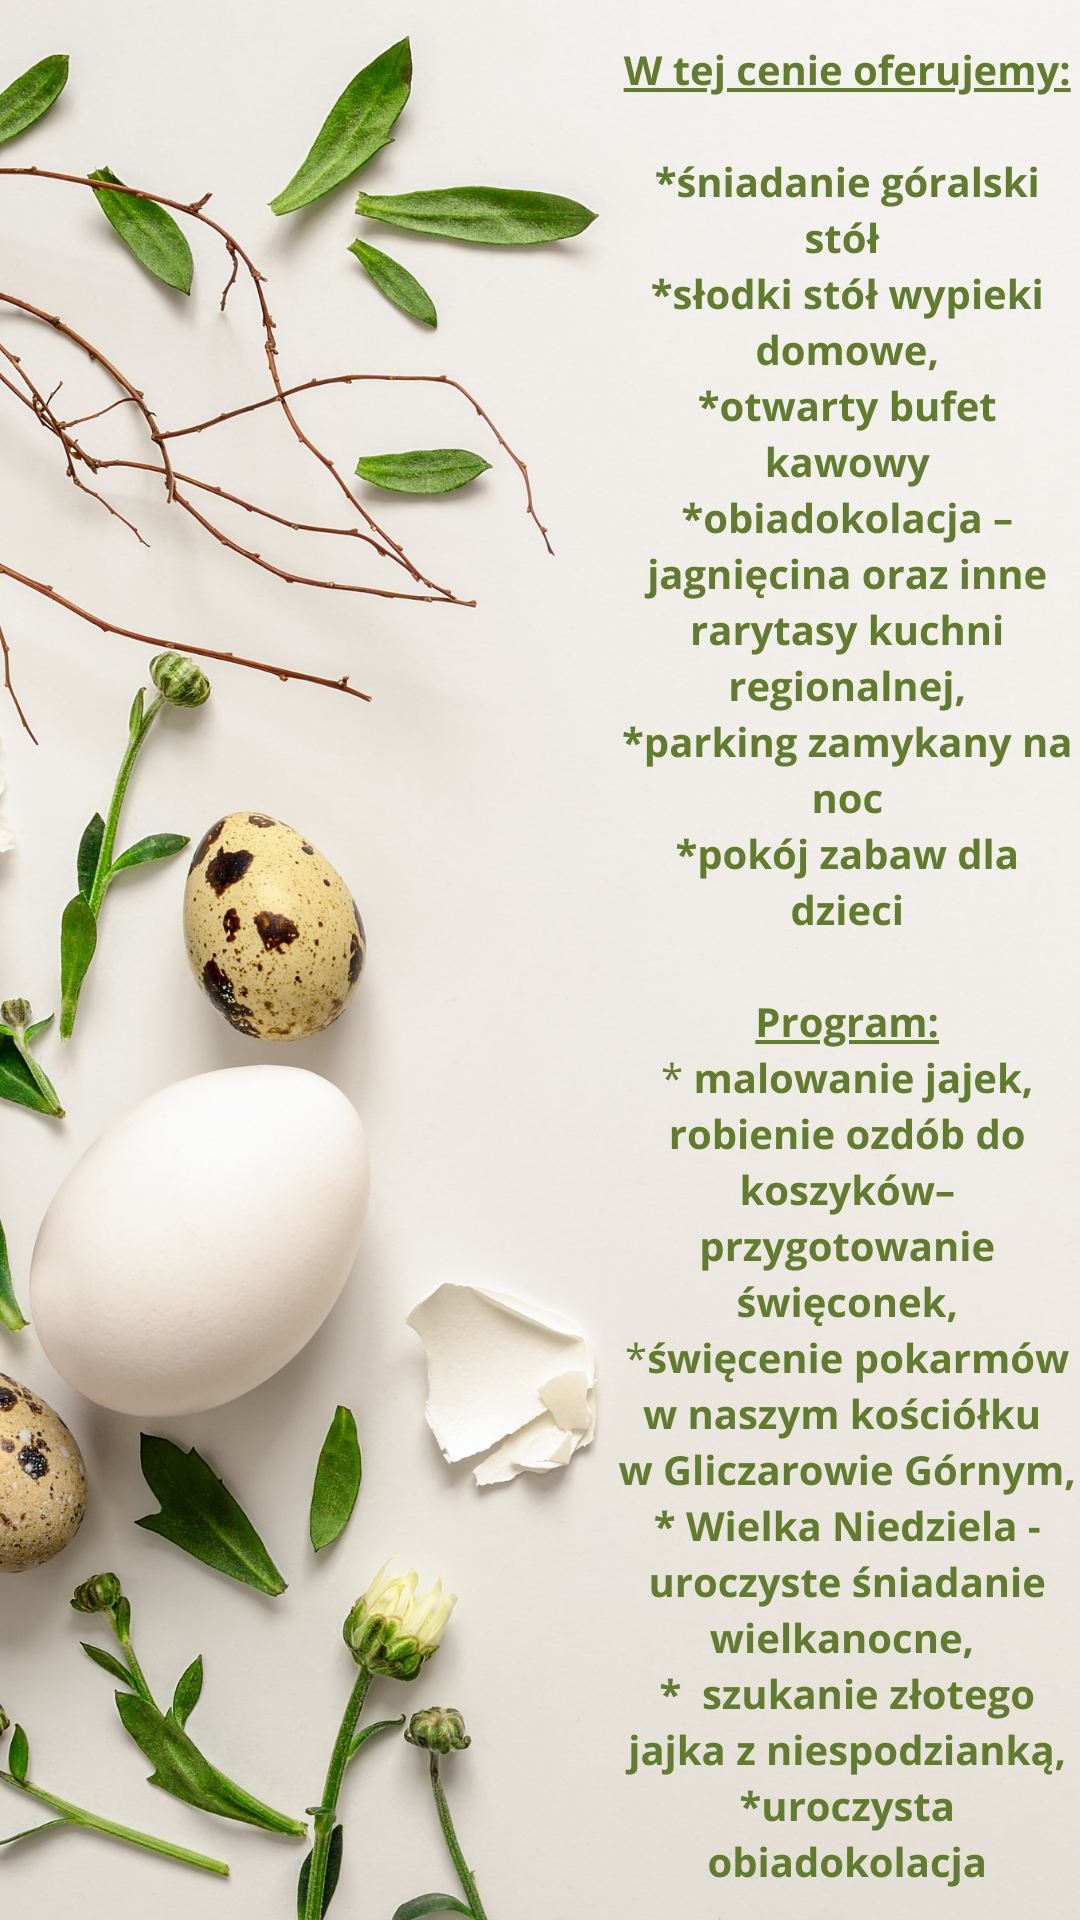 W tej cenie oferujemy:
*śniadanie góralski
stół
*słodki stół wypieki
domowe,
*otwarty bufet
kawowy
*obiadokolacja –
jagnięcina oraz inne
rarytasy kuchni
regionalnej,
*parking zamykany na
noc
*pokój zabaw dla
dzieci
Program:
* malowanie jajek,
robienie ozdób do
koszyków–
przygotowanie
święconek,
*święcenie pokarmów
w naszym kościółku
w Gliczarowie Górnym,
* Wielka Niedziela -
uroczyste śniadanie
wielkanocne,
*  szukanie złotego
jajka z niespodzianką,
*uroczysta
obiadokolacja